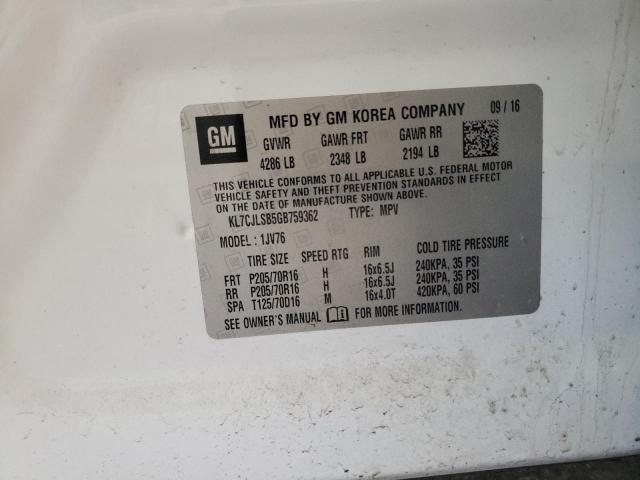 GM
MFD BY GM KOREA COMPANY 09/16
GVWR GAWR FRT GAWR RR
4286 LB 2348 LB 2194 LB
THIS VEHICLE CONFORMS TO ALL APPLICABLE U.S. FEDERAL MOTOR
VEHICLE SAFETY AND THEFT PREVENTION STANDARDS IN EFFECT
ON THE DATE OF MANUFACTURE SHOWN ABOVE.
KL7CJLSB5GB759362 TYPE: MPV
MODEL: 1JV76
TIRE SIZE SPEED RTG RIM COLD TIRE PRESSURE
FRT P205/70R16 H 16x6.5J 240KPA, 35 PSI
RR P205/70R16 H 16x6.5J 240KPA, 35 PSI
SPA T125/70D16 M 16x4.0T 420KPA, 60 PSI
SEE OWNER'S MANUAL FOR MORE INFORMATION.